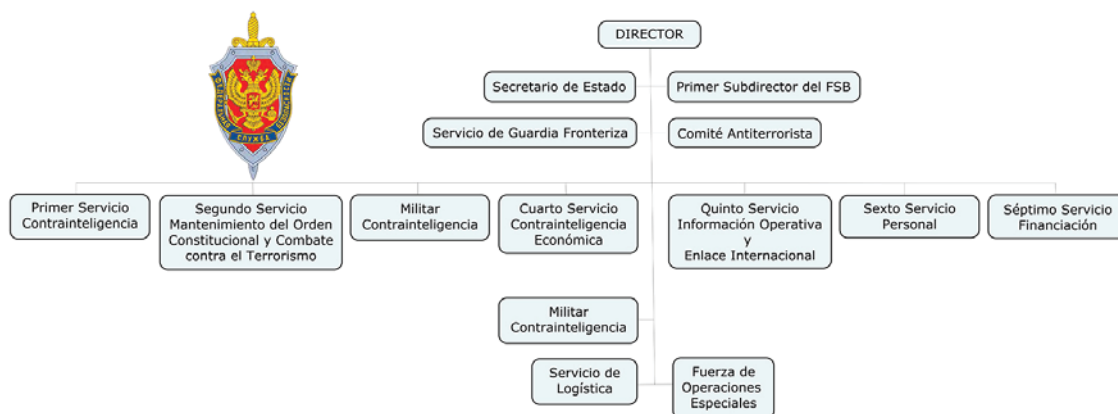 DIRECTOR
Secretario de Estado
Primer Subdirector del FSB
Servicio de Guardia Fronteriza
Comité Antiterrorista
Primer Servicio
Contrainteligencia
Segundo Servicio
Mantenimiento del Orden
Constitucional y Combate
contra el Terrorismo
Militar
Contrainteligencia
Cuarto Servicio
Contrainteligencia
Económica
Quinto Servicio
Información Operativa
y
Enlace Internacional
Sexto Servicio
Personal
Séptimo Servicio
Financiación
Militar
Contrainteligencia
Servicio de
Logística
Fuerza de
Operaciones
Especiales